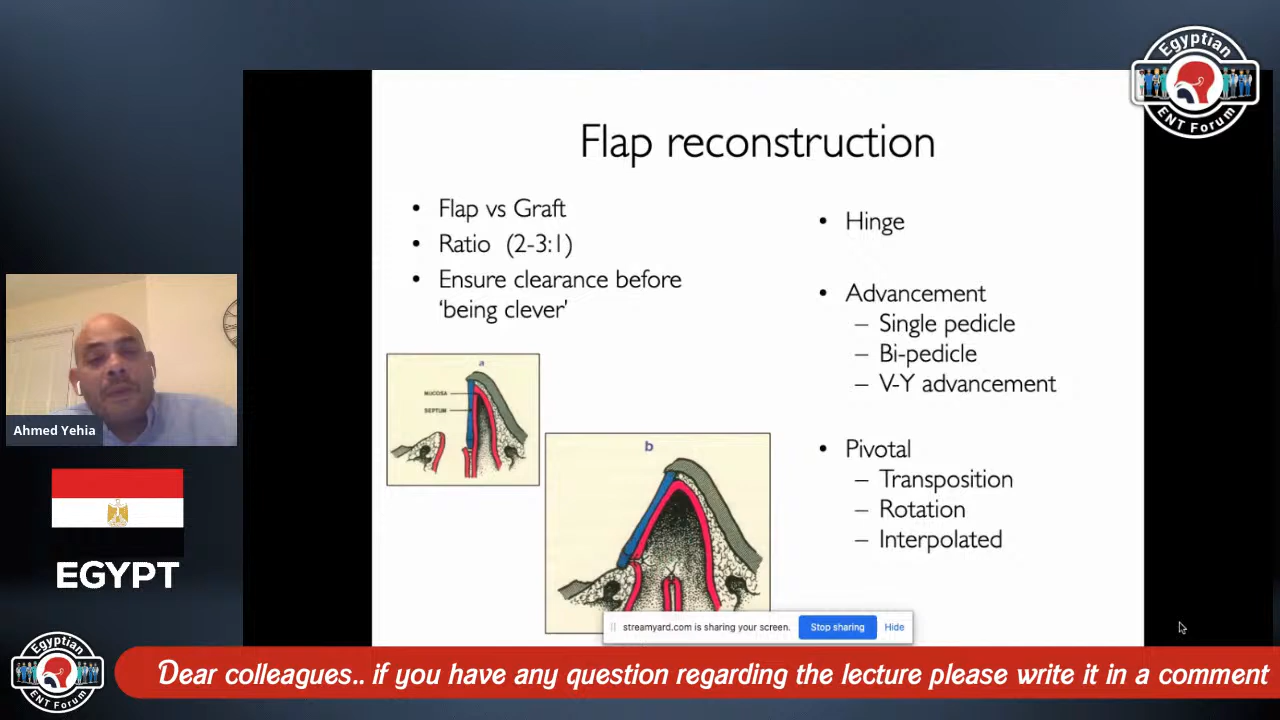 Egyptian
ENT Forum
Flap reconstruction
• Flap vs Graft
• Ratio (2-3:1)
• Ensure clearance before
‘being clever’
a
MUCOSA
SEPTUM
b
• Hinge
• Advancement
– Single pedicle
– Bi-pedicle
– V-Y advancement
• Pivotal
– Transposition
– Rotation
– Interpolated
Ahmed Yehia
EGYPT
streamyard.com is sharing your screen.
Stop sharing
Hide
Egyptian
ENT Forum
Dear colleagues.. if you have any question regarding the lecture please write it in a comment